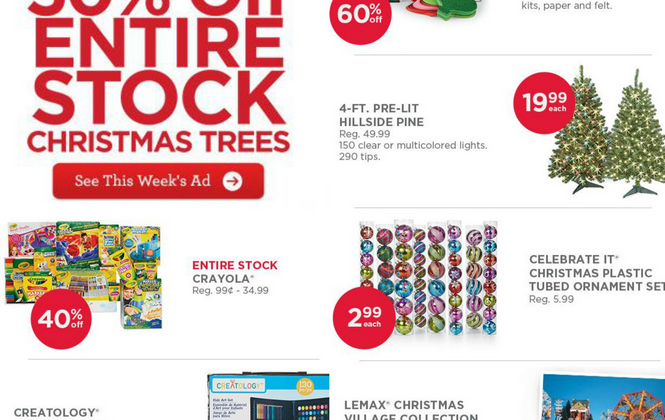 50% Off
ENTIRE
STOCK
CHRISTMAS TREES
See This Week's Ad
60%
off
kits, paper and felt.
4-FT. PRE-LIT
HILLSIDE PINE
Reg. 49.99
150 clear or multicolored lights.
290 tips.
19.99
each
ENTIRE STOCK
CRAYOLA®
Reg. 99¢ - 34.99
40%
off
CELEBRATE IT®
CHRISTMAS PLASTIC
TUBED ORNAMENT SET
Reg. 5.99
2.99
each
CREATOLOGY®
CREATOLOGY
120
LEMAX® CHRISTMAS
VILLAGE COLLECTION